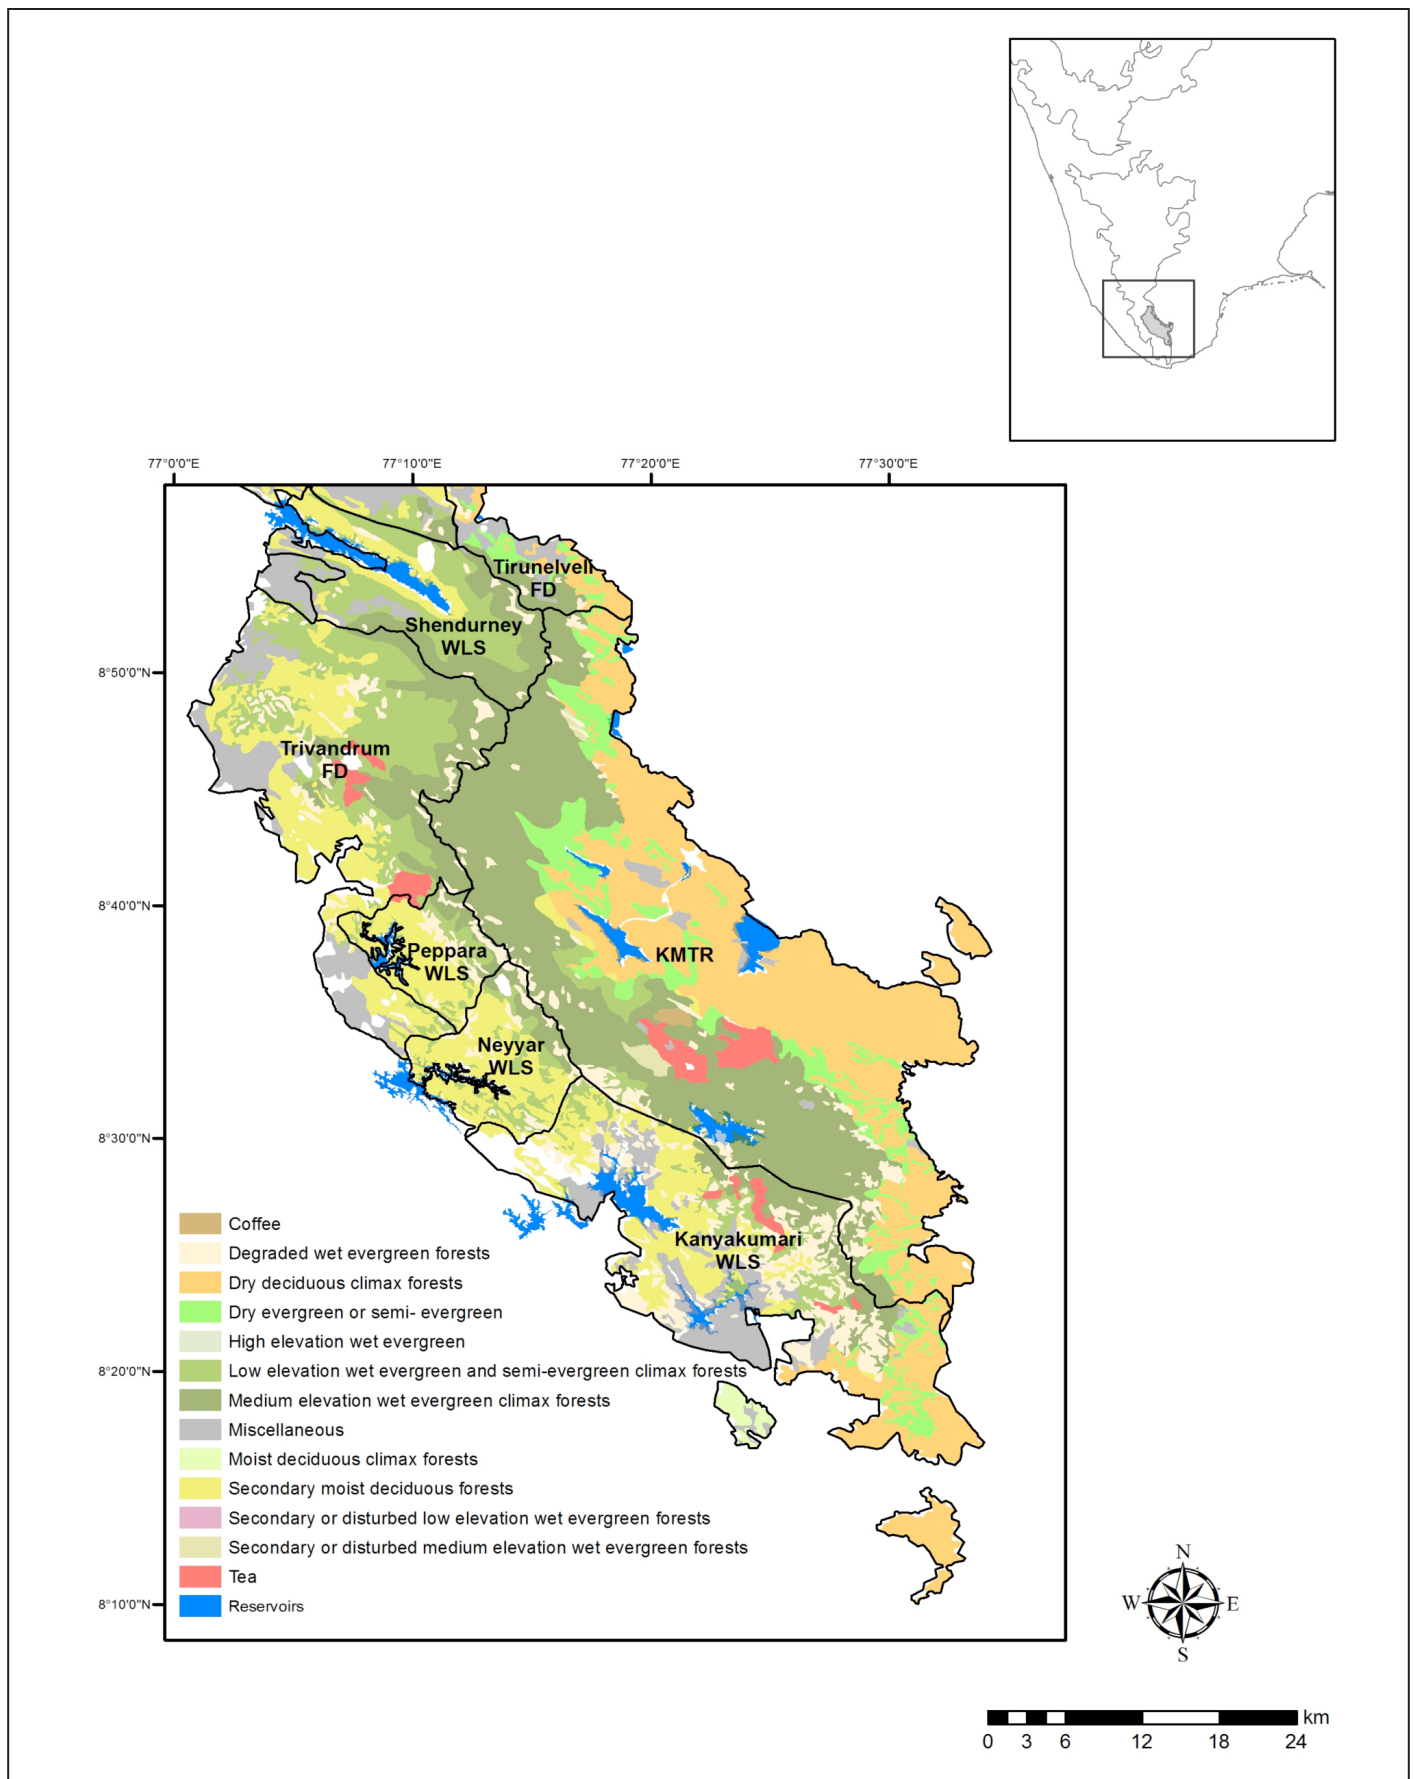 77°0'0"E
77°10'0"E
77°20'0"E
77°30'0"E
Tirunelveli
FD
Shendurney
WLS
8°50'0"N
Trivandrum
FD
8°40'0"N
Peppara
WLS
KMTR
Neyyar
WLS
8°30'0"N
Kanyakumari
WLS
Coffee
Degraded wet evergreen forests
Dry deciduous climax forests
Dry evergreen or semi- evergreen
High elevation wet evergreen
8°20'0"N
Low elevation wet evergreen and semi-evergreen climax forests
Medium elevation wet evergreen climax forests
Miscellaneous
Moist deciduous climax forests
Secondary moist deciduous forests
Secondary or disturbed low elevation wet evergreen forests
Secondary or disturbed medium elevation wet evergreen forests
Tea
8°10'0"N
Reservoirs
N
W E
S
km
0 3 6 12 18 24